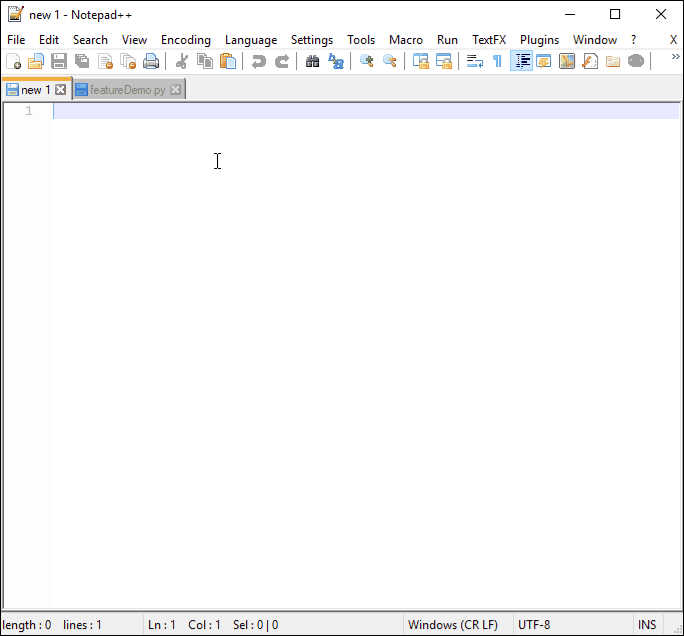 new 1 - Notepad++
File Edit Search View Encoding Language Settings Tools Macro Run TextFX Plugins Window ? X
new 1 featureDemo.py
1
length : 0 lines : 1 Ln : 1 Col : 1 Sel : 0 | 0 Windows (CR LF) UTF-8 INS